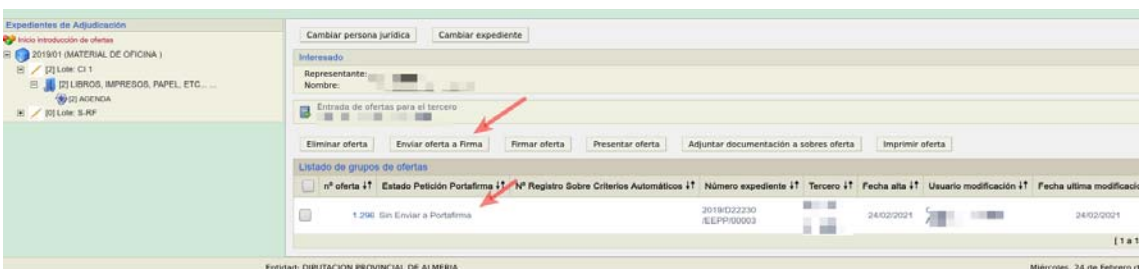 Expedientes de Adjudicación
Inicio introducción de ofertas
2019/01 (MATERIAL DE OFICINA )
[2] Lote: CI 1
[2] LIBROS, IMPRESOS, PAPEL, ETC... ...
[2] AGENDA
[0] Lote: S-RF
Cambiar persona jurídica Cambiar expediente
Interesado
Representante:
Nombre:
Entrada de ofertas para el tercero
Eliminar oferta Enviar oferta a Firma Firmar oferta Presentar oferta Adjuntar documentación a sobres oferta Imprimir oferta
Listado de grupos de ofertas
nº oferta ↓↑ Estado Petición Portafirma ↓↑ Nº Registro Sobre Criterios Automáticos ↓↑ Número expediente ↓↑ Tercero ↓↑ Fecha alta ↓↑ Usuario modificación ↓↑ Fecha ultima modificació
1.296 Sin Enviar a Portafirma 2019/D22230 24/02/2021 24/02/2021
/EEPP/00003
[ 1 a 1
Entidad: DIPUTACION PROVINCIAL DE ALMERIA Miércoles, 24 de Febrero d